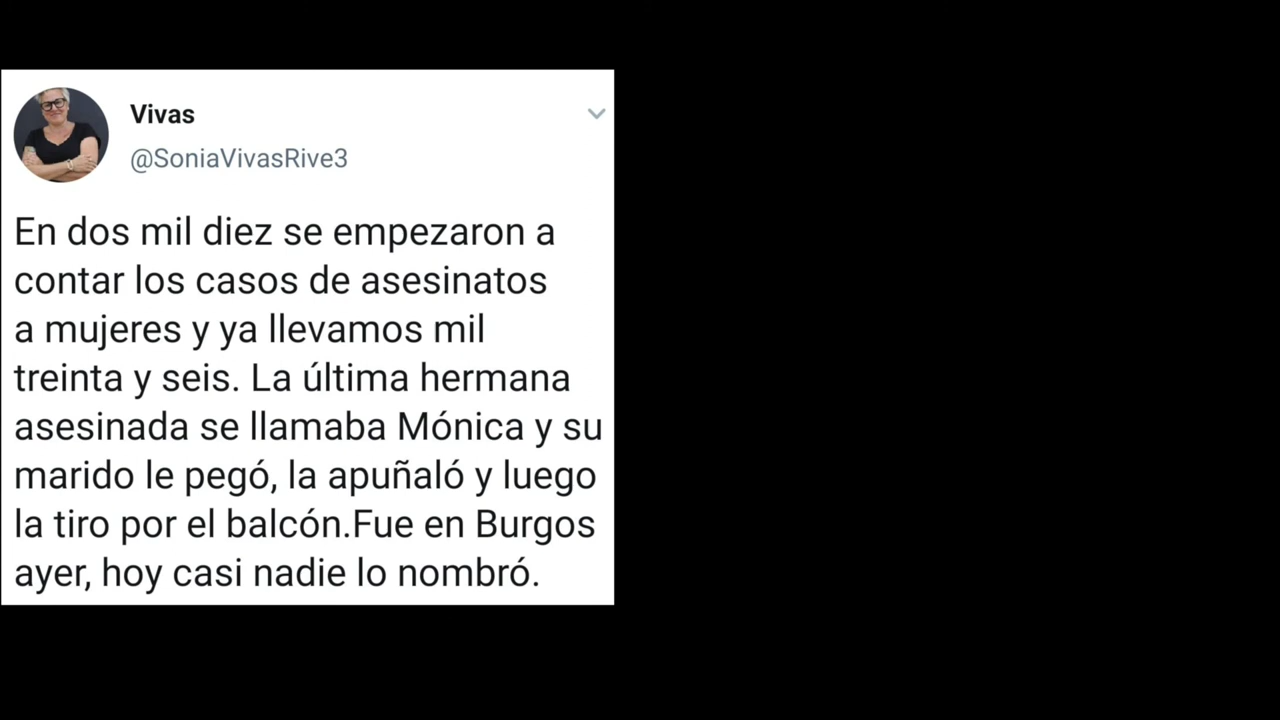 Vivas
@SoniaVivasRive3
En dos mil diez se empezaron a
contar los casos de asesinatos
a mujeres y ya llevamos mil
treinta y seis. La última hermana
asesinada se llamaba Mónica y su
marido le pegó, la apuñaló y luego
la tiro por el balcón.Fue en Burgos
ayer, hoy casi nadie lo nombró.